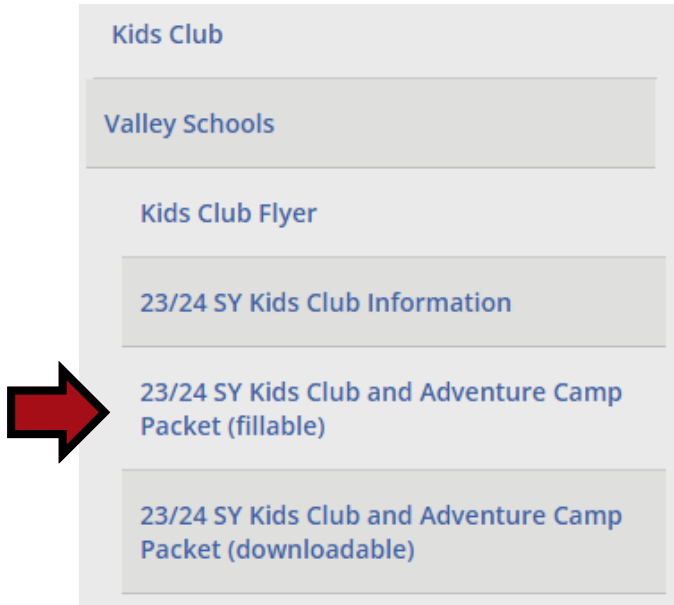 Kids Club
Valley Schools
Kids Club Flyer
23/24 SY Kids Club Information
23/24 SY Kids Club and Adventure Camp
Packet (fillable)
23/24 SY Kids Club and Adventure Camp
Packet (downloadable)